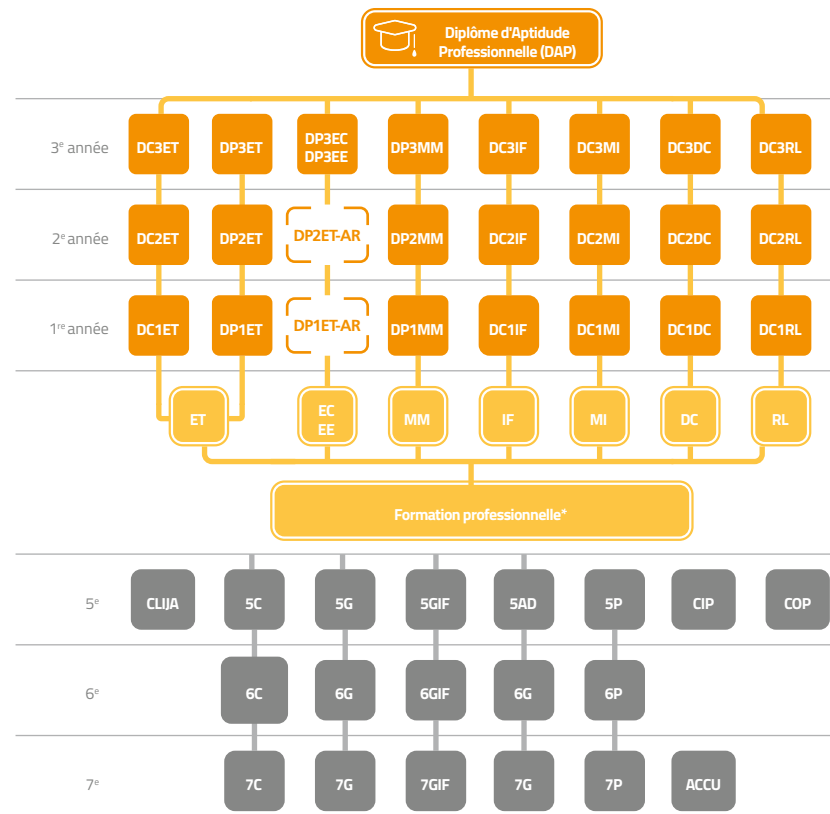 Diplôme d'Aptidude
Professionnelle (DAP)
3e année
DC3ET
DP3ET
DP3EC
DP3EE
DP3MM
DC3IF
DC3MI
DC3DC
DC3RL
2e année
DC2ET
DP2ET
DP2ET-AR
DP2MM
DC2IF
DC2MI
DC2DC
DC2RL
1re année
DC1ET
DP1ET
DP1ET-AR
DP1MM
DC1IF
DC1MI
DC1DC
DC1RL
ET
EC
EE
MM
IF
MI
DC
RL
Formation professionnelle*
5e
CLIJA
5C
5G
5GIF
5AD
5P
CIP
COP
6e
6C
6G
6GIF
6G
6P
7e
7C
7G
7GIF
7G
7P
ACCU